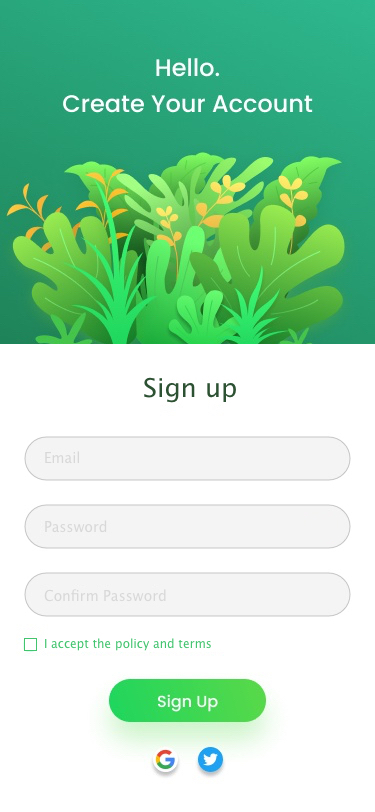 Hello.
Create Your Account
Sign up
Email
Password
Confirm Password
I accept the policy and terms
Sign Up